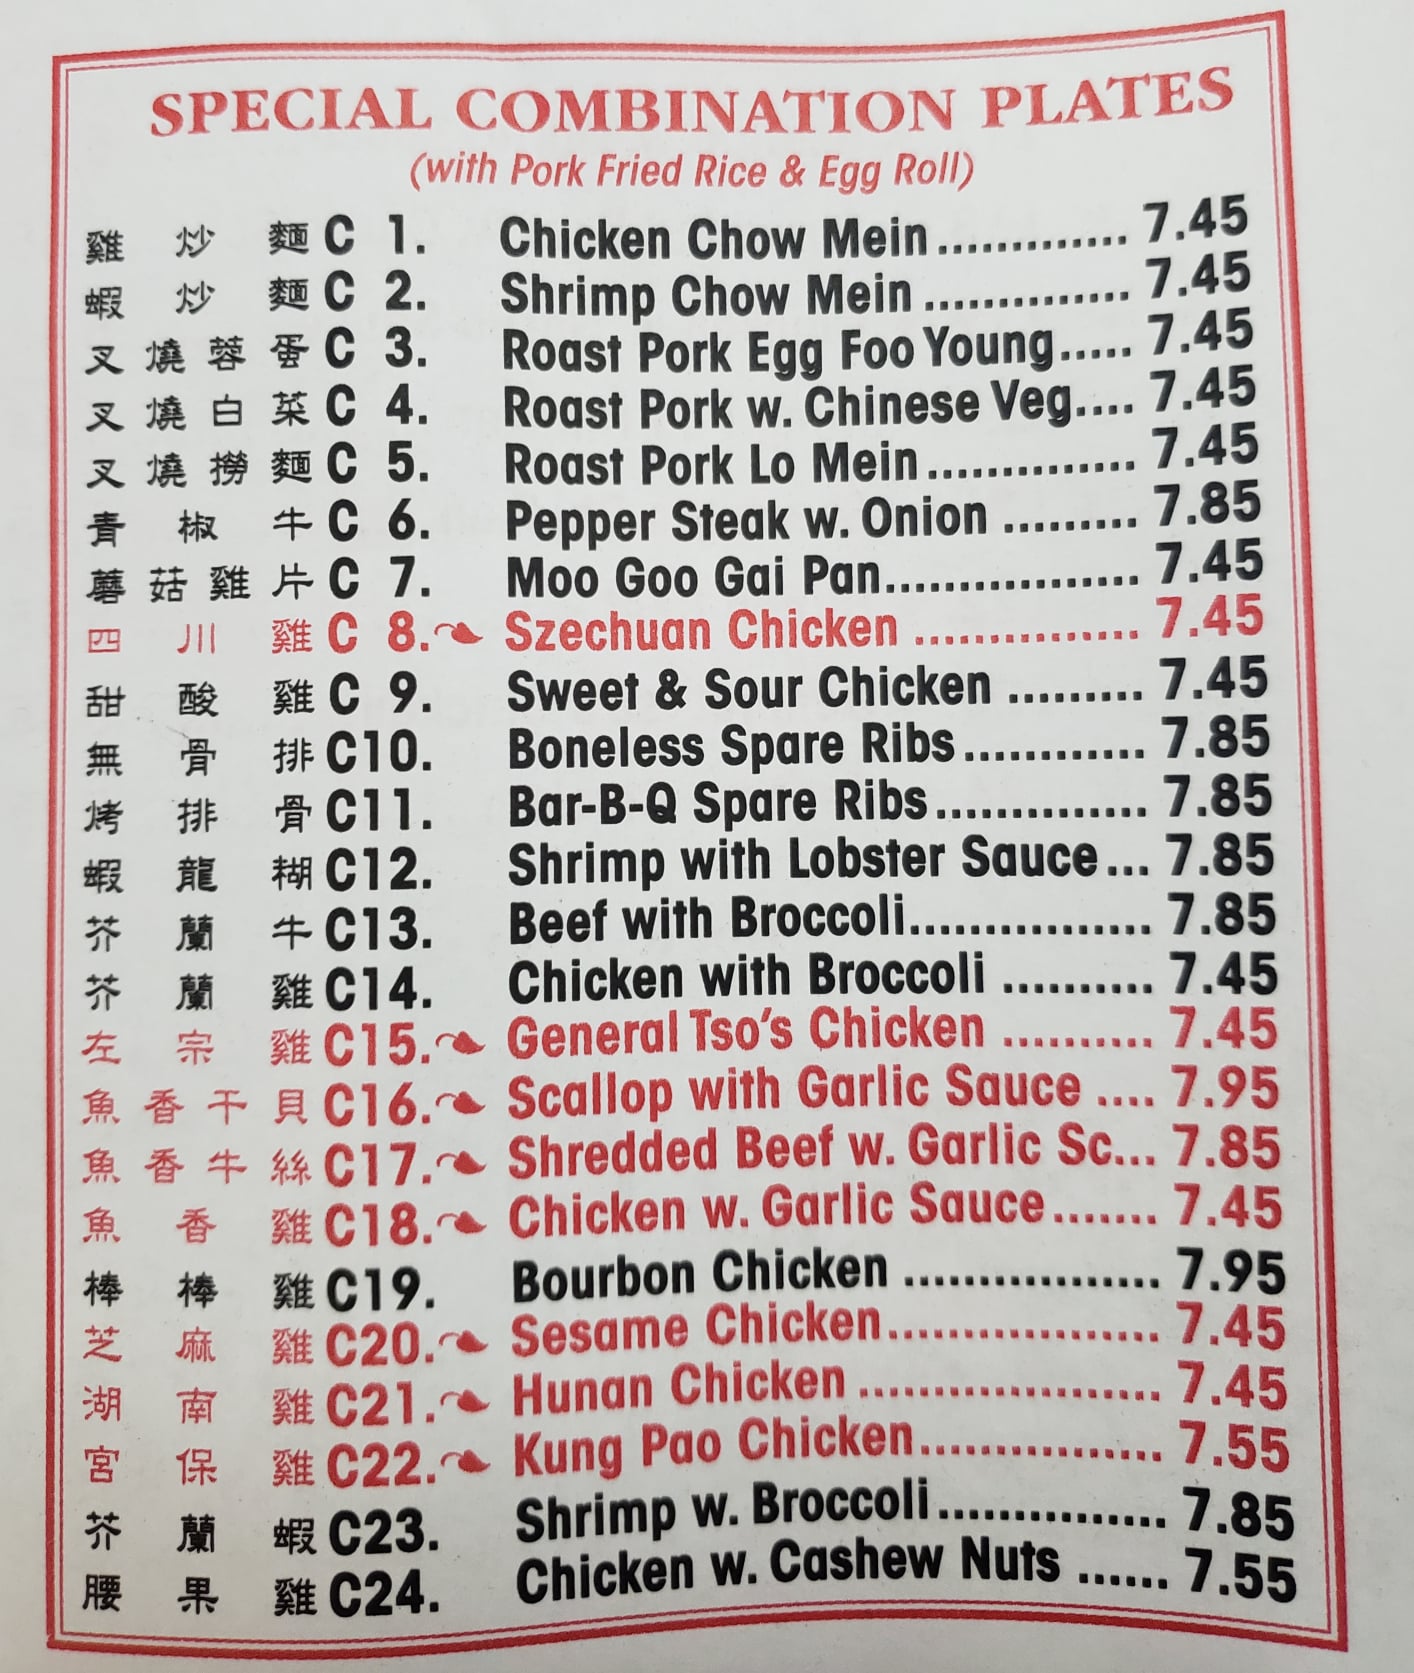 SPECIAL COMBINATION PLATES
(with Pork Fried Rice & Egg Roll)
雞炒麵 C 1. Chicken Chow Mein ............. 7.45
蝦炒麵 C 2. Shrimp Chow Mein .............. 7.45
叉燒蓉蛋 C 3. Roast Pork Egg Foo Young..... 7.45
叉燒白菜 C 4. Roast Pork w. Chinese Veg.... 7.45
叉燒撈麵 C 5. Roast Pork Lo Mein .............. 7.45
青椒牛 C 6. Pepper Steak w. Onion ......... 7.85
蘑菇雞片 C 7. Moo Goo Gai Pan................. 7.45
四川雞 C 8. Szechuan Chicken ............... 7.45
甜酸雞 C 9. Sweet & Sour Chicken ......... 7.45
無骨排 C10. Boneless Spare Ribs............ 7.85
烤排骨 C11. Bar-B-Q Spare Ribs.............. 7.85
蝦龍糊 C12. Shrimp with Lobster Sauce... 7.85
芥蘭牛 C13. Beef with Broccoli................ 7.85
芥蘭雞 C14. Chicken with Broccoli .......... 7.45
左宗雞 C15. General Tso's Chicken .......... 7.45
魚香干貝 C16. Scallop with Garlic Sauce .... 7.95
魚香牛絲 C17. Shredded Beef w. Garlic Sc... 7.85
魚香雞 C18. Chicken w. Garlic Sauce....... 7.45
棒棒雞 C19. Bourbon Chicken ................. 7.95
芝麻雞 C20. Sesame Chicken.................. 7.45
湖南雞 C21. Hunan Chicken .................... 7.45
宮保雞 C22. Kung Pao Chicken................ 7.55
芥蘭蝦 C23. Shrimp w. Broccoli............... 7.85
腰果雞 C24. Chicken w. Cashew Nuts ...... 7.55